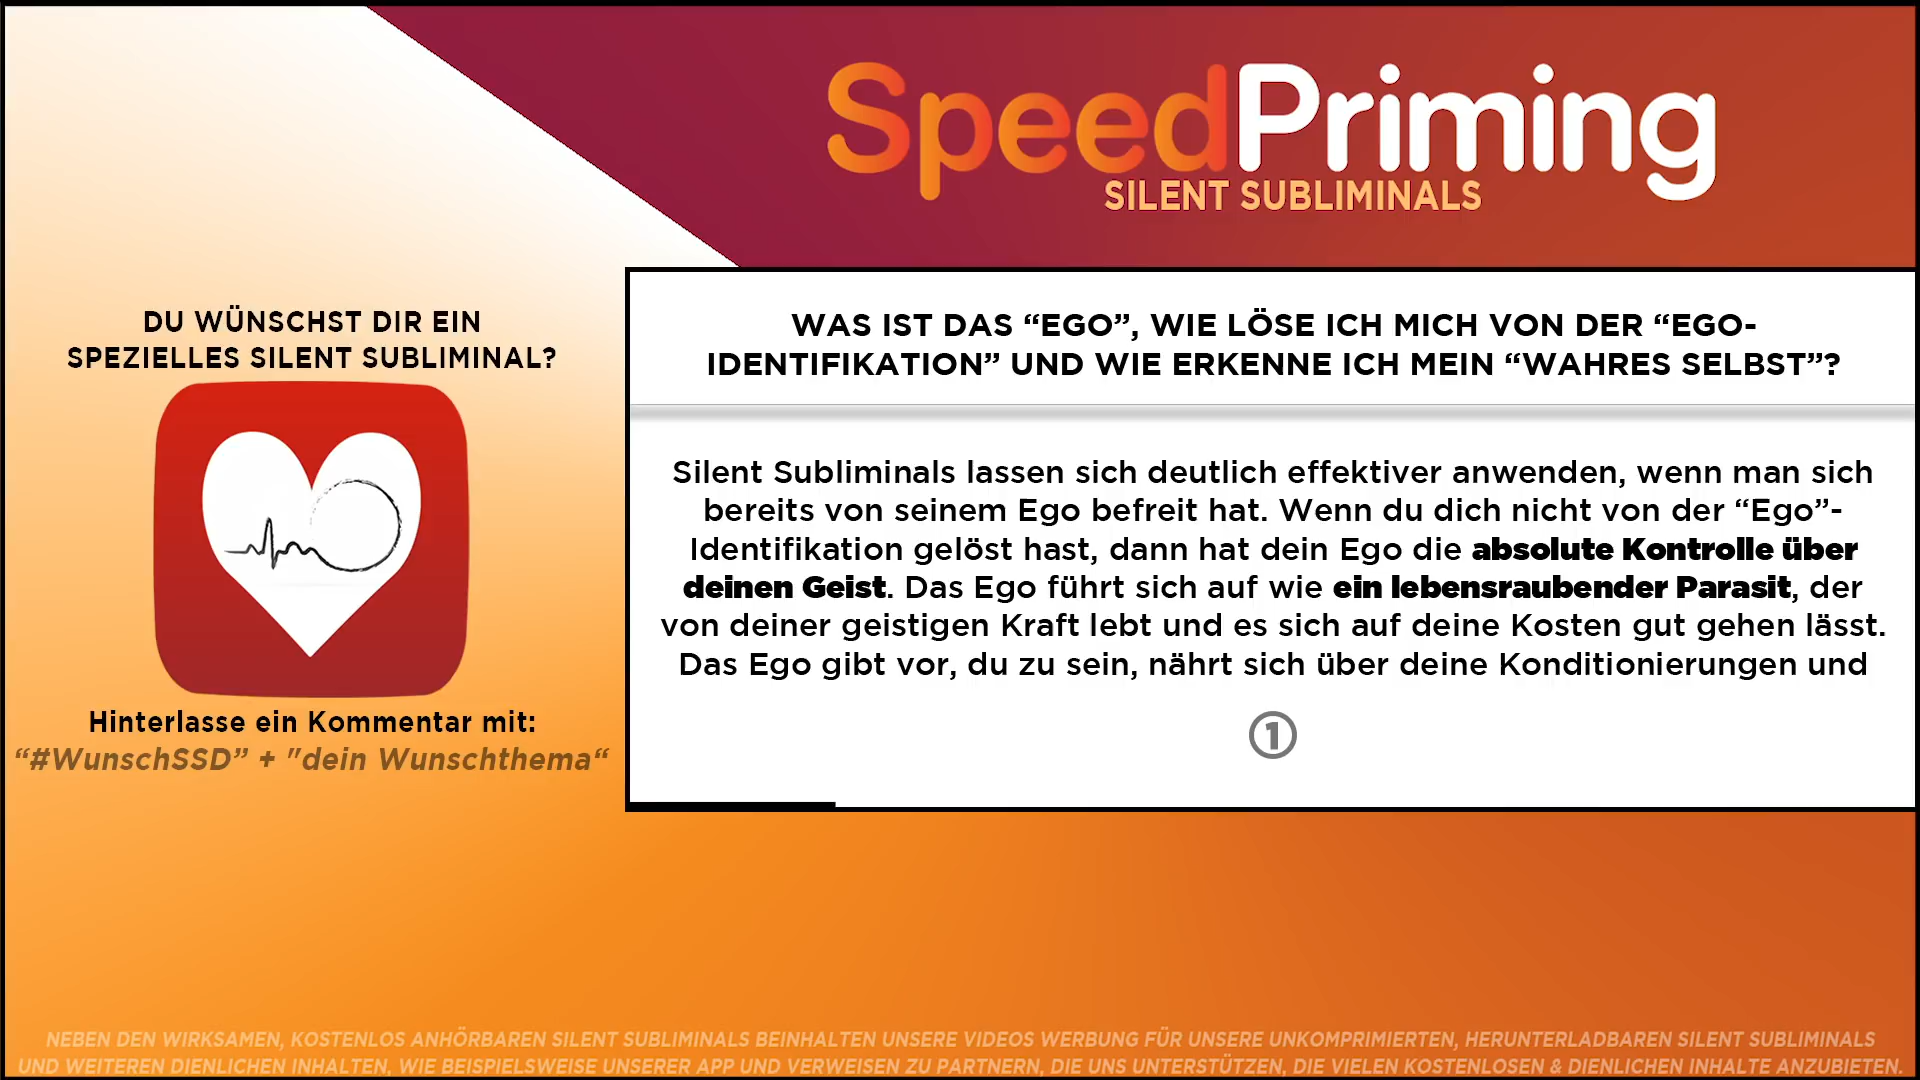 SpeedPriming
SILENT SUBLIMINALS
DU WÜNSCHST DIR EIN
SPEZIELLES SILENT SUBLIMINAL?
Hinterlasse ein Kommentar mit:
“#WunschSSD” + "dein Wunschthema“
WAS IST DAS “EGO”, WIE LÖSE ICH MICH VON DER “EGO-
IDENTIFIKATION” UND WIE ERKENNE ICH MEIN “WAHRES SELBST”?
Silent Subliminals lassen sich deutlich effektiver anwenden, wenn man sich
bereits von seinem Ego befreit hat. Wenn du dich nicht von der “Ego”-
Identifikation gelöst hast, dann hat dein Ego die absolute Kontrolle über
deinen Geist. Das Ego führt sich auf wie ein lebensraubender Parasit, der
von deiner geistigen Kraft lebt und es sich auf deine Kosten gut gehen lässt.
Das Ego gibt vor, du zu sein, nährt sich über deine Konditionierungen und
①
NEBEN DEN WIRKSAMEN, KOSTENLOS ANHÖRBAREN SILENT SUBLIMINALS BEINHALTEN UNSERE VIDEOS WERBUNG FÜR UNSERE UNKOMPRIMIERTEN, HERUNTERLADBAREN SILENT SUBLIMINALS
UND WEITEREN DIENLICHEN INHALTEN, WIE BEISPIELSWEISE UNSERER APP UND VERWEISEN ZU PARTNERN, DIE UNS UNTERSTÜTZEN, DIE VIELEN KOSTENLOSEN & DIENLICHEN INHALTE ANZUBIETEN.